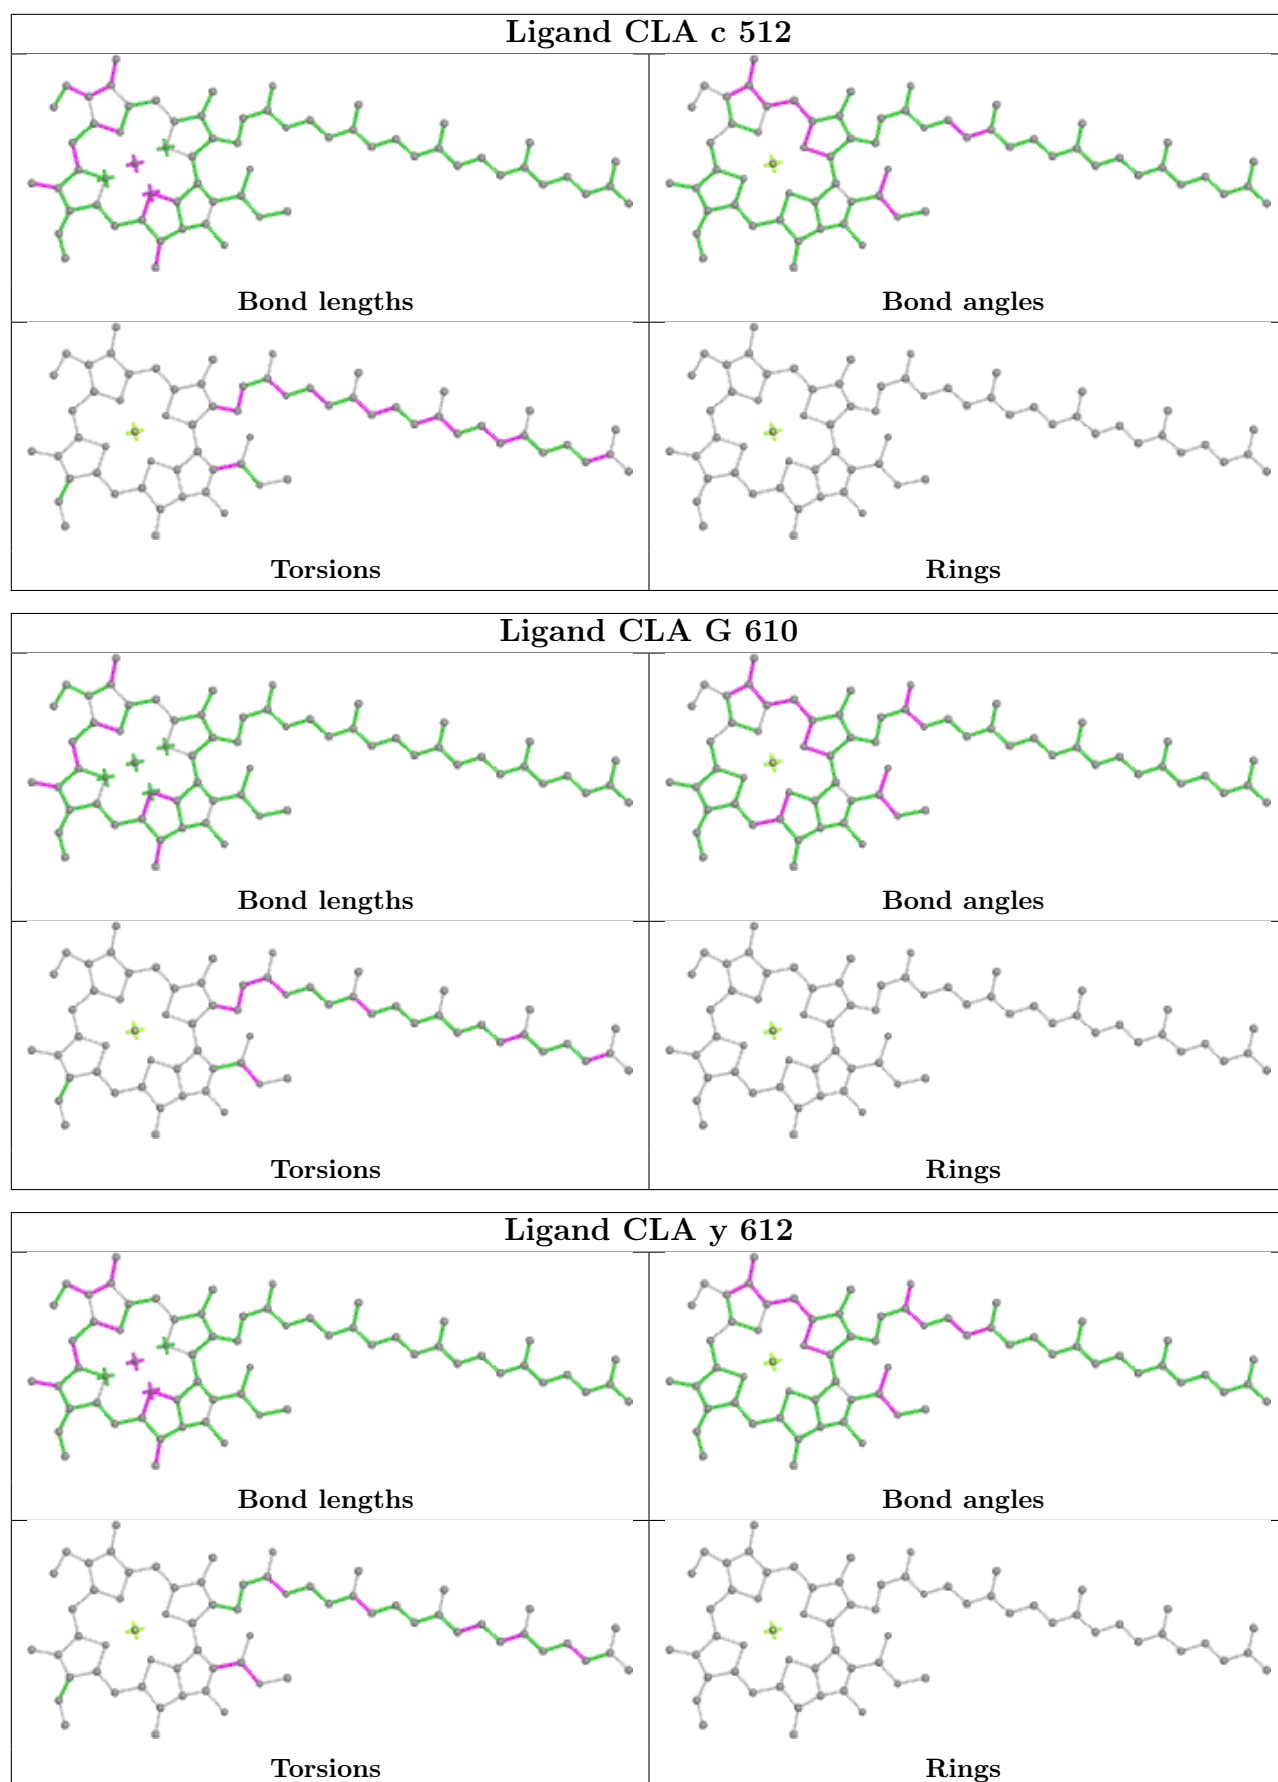 Ligand CLA c 512
Bond lengths
Bond angles
Torsions
Rings
Ligand CLA G 610
Bond lengths
Bond angles
Torsions
Rings
Ligand CLA y 612
Bond lengths
Bond angles
Torsions
Rings